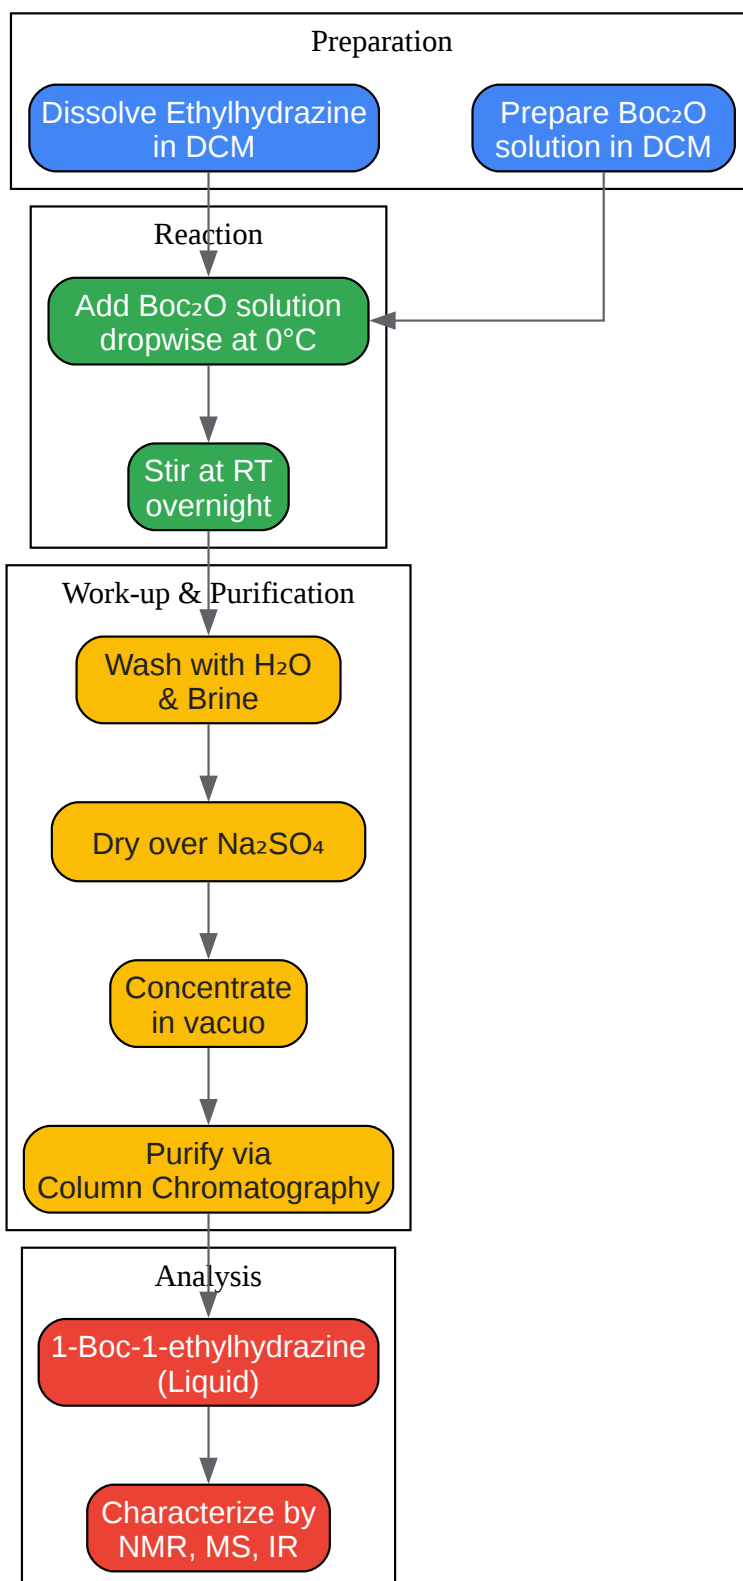 Preparation
Dissolve Ethylhydrazine
in DCM
Prepare Boc₂O
solution in DCM
Reaction
Add Boc₂O solution
dropwise at 0°C
Stir at RT
overnight
Work-up & Purification
Wash with H₂O
& Brine
Dry over Na₂SO₄
Concentrate
in vacuo
Purify via
Column Chromatography
Analysis
1-Boc-1-ethylhydrazine
(Liquid)
Characterize by
NMR, MS, IR